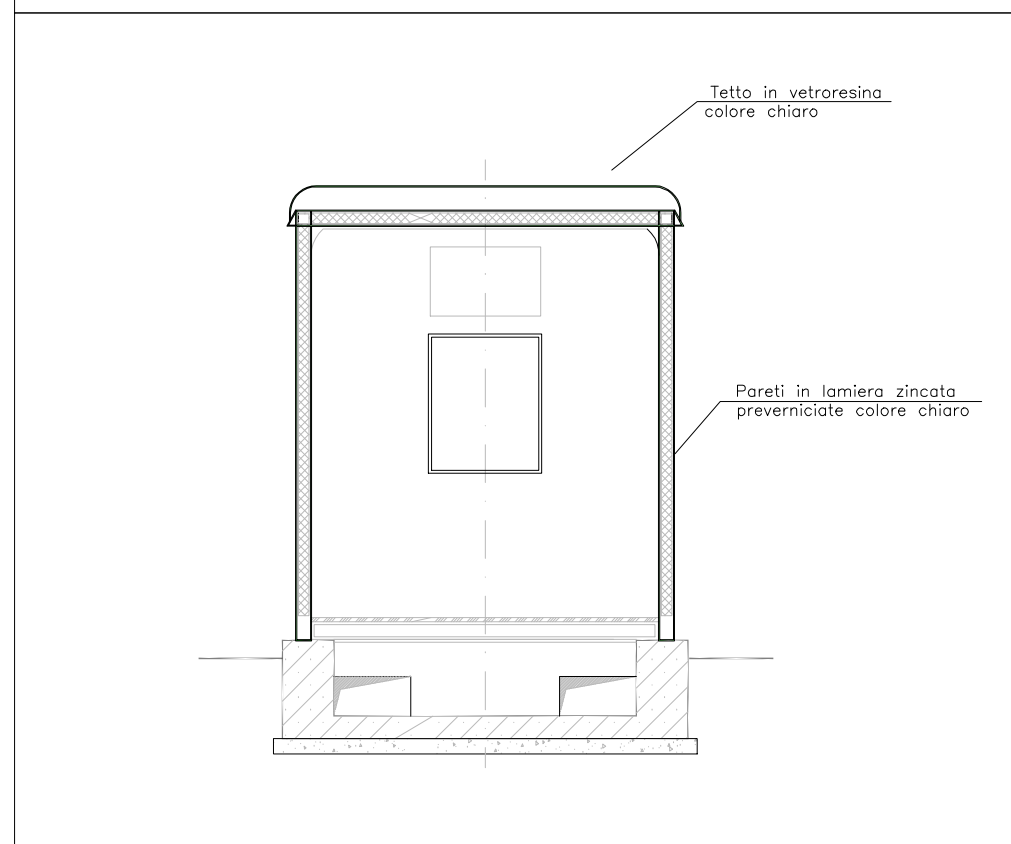 Tetto in vetroresina
colore chiaro
Pareti in lamiera zincata
preverniciate colore chiaro